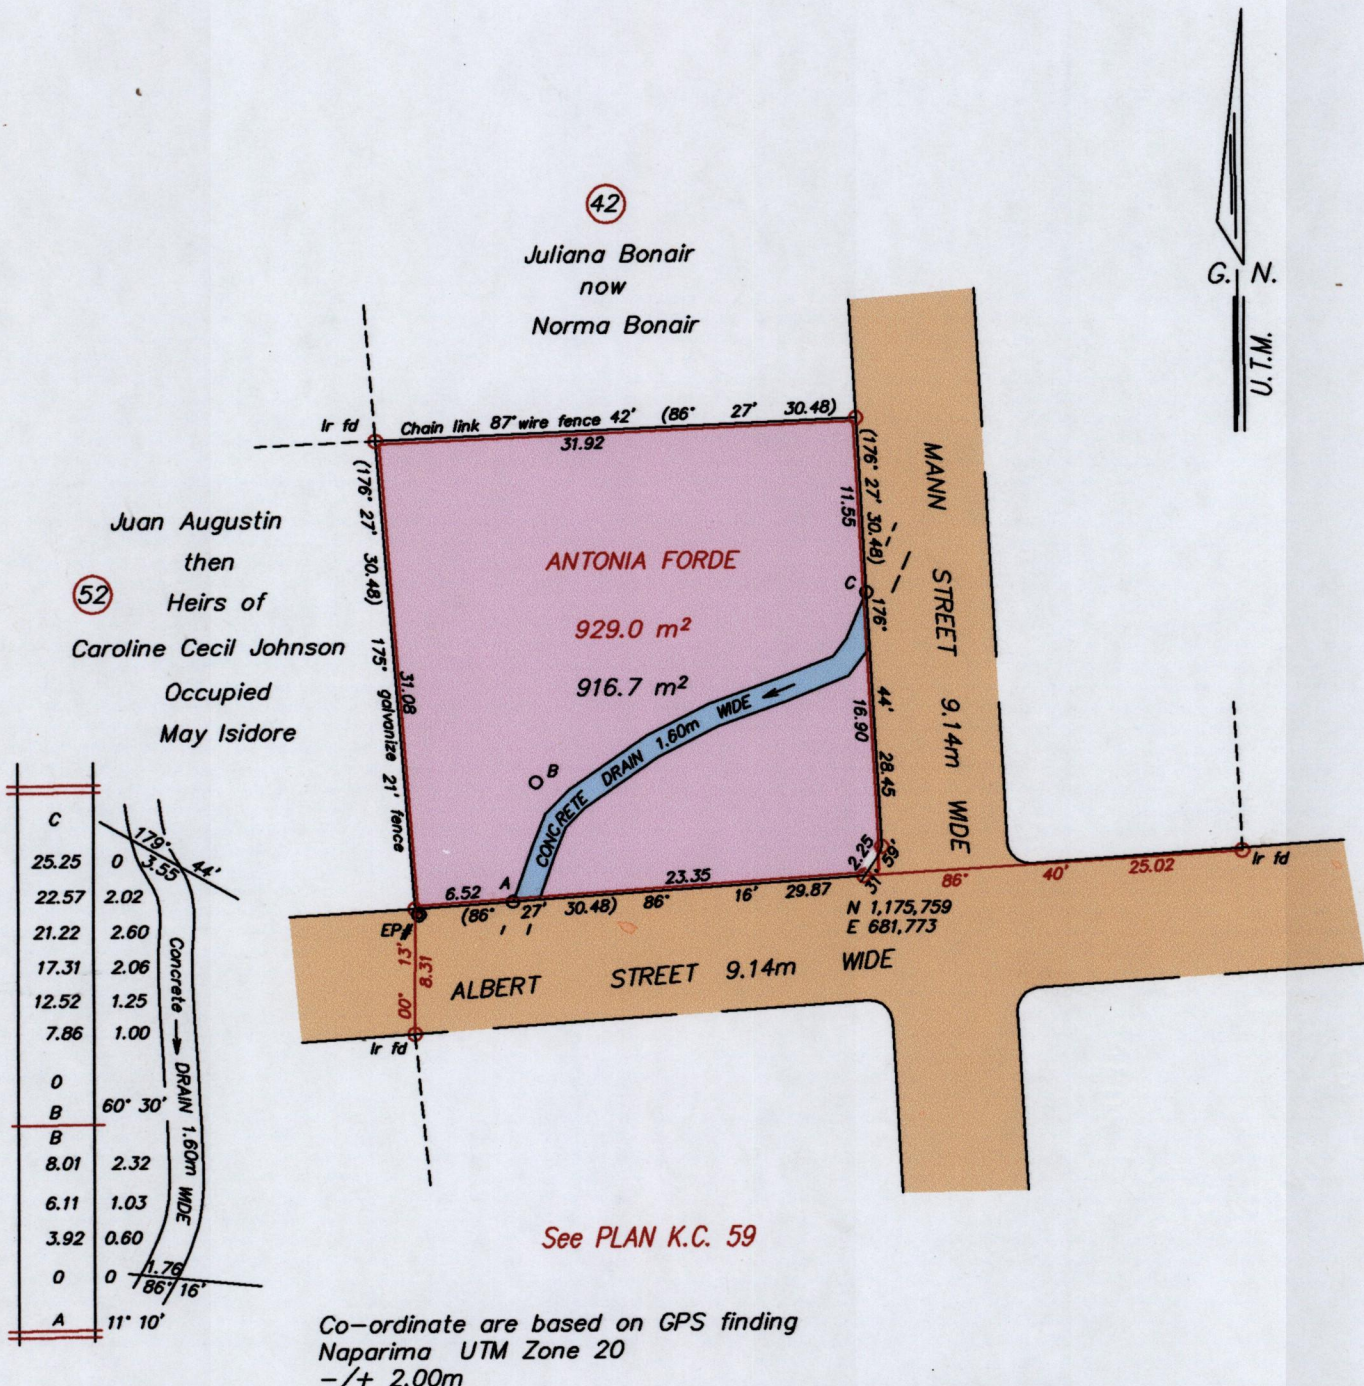 42
Juliana Bonair
now
Norma Bonair
G. N.
W.I.U.
Ir fd
Chain link 87° wire fence 42' (86° 27' 30.48)
31.92
(176° 27' 30.48)
11.55
MANN STREET 9.14m WIDE
Juan Augustin
then
52
Heirs of
Caroline Cecil Johnson
Occupied
May Isidore
(176° 27' 30.48)
31.08
175° galvanize 21' fence
ANTONIA FORDE
929.0 m²
916.7 m²
C
176° 44' 28.45
16.90
B
CONCRETE DRAIN 1.60m WIDE
A
6.52
23.35
(86° 27' 30.48)
86° 16' 29.87
2.25
31° 59'
86° 40' 25.02
Ir fd
N 1,175,759
E 681,773
EP#
00° 13'
8.31
ALBERT STREET 9.14m WIDE
Ir fd
C
25.25 0
22.57 2.02
21.22 2.60
17.31 2.06
12.52 1.25
7.86 1.00
0
B 60° 30'
B
8.01 2.32
6.11 1.03
3.92 0.60
0 0
A 11° 10'
179° 44'
3.55
Concrete DRAIN 1.60m WIDE
1.76
86° 16'
See PLAN K.C. 59
Co-ordinate are based on GPS finding
Naparima UTM Zone 20
-/+ 2.00m